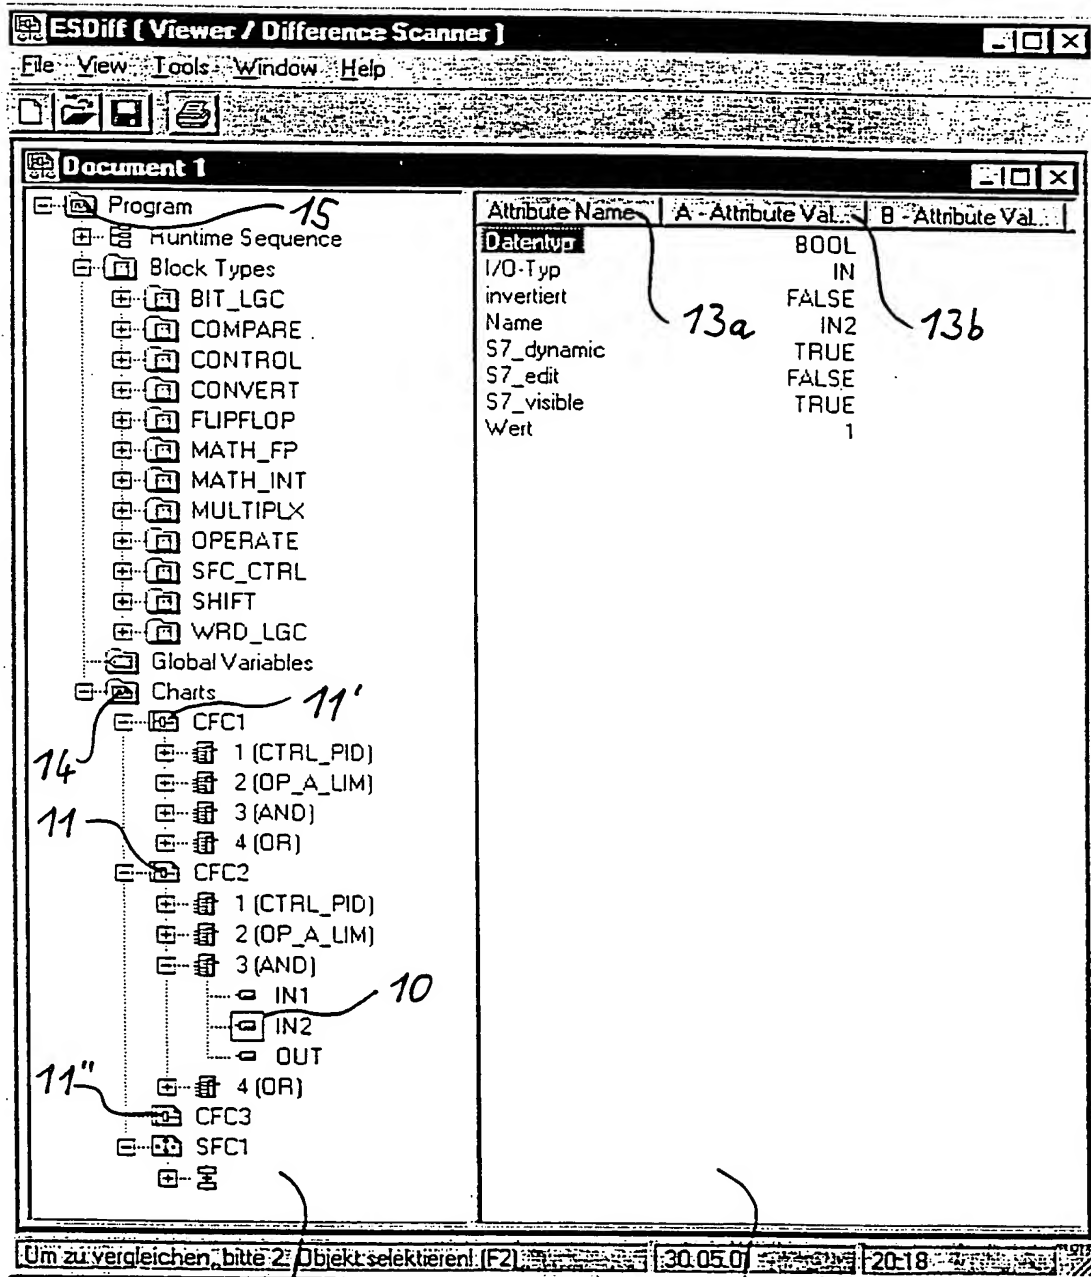 ESDiff [ Viewer / Difference Scanner ]
File View Tools Window Help
Document 1
Program 15
Runtime Sequence
Block Types
BIT_LGC
COMPARE
CONTROL
CONVERT
FLIPFLOP
MATH_FP
MATH_INT
MULTIPLX
OPERATE
SFC_CTRL
SHIFT
WRD_LGC
Global Variables
Charts
14
CFC1 11'
1 (CTRL_PID)
2 (OP_A_LIM)
3 (AND)
4 (OR)
11
CFC2
1 (CTRL_PID)
2 (OP_A_LIM)
3 (AND)
IN1
IN2 10
OUT
4 (OR)
11"
CFC3
SFC1
Attribute Name A - Attribute Val... B - Attribute Val...
Datentyp BOOL
I/O-Typ IN
invertiert FALSE
Name IN2
S7_dynamic TRUE
S7_edit FALSE
S7_visible TRUE
Wert 1
13a 13b
Um zu vergleichen, bitte 2. Objekt selektieren! (F2) 30.05.0 20:18